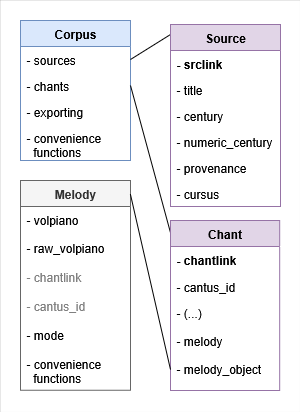 Corpus
- sources
- chants
- exporting
- convenience
functions
Source
- srclink
- title
- century
- numeric_century
- provenance
- cursus
Melody
- volpiano
- raw_volpiano
- chantlink
- cantus_id
- mode
- convenience
functions
Chant
- chantlink
- cantus_id
- (...)
- melody
- melody_object